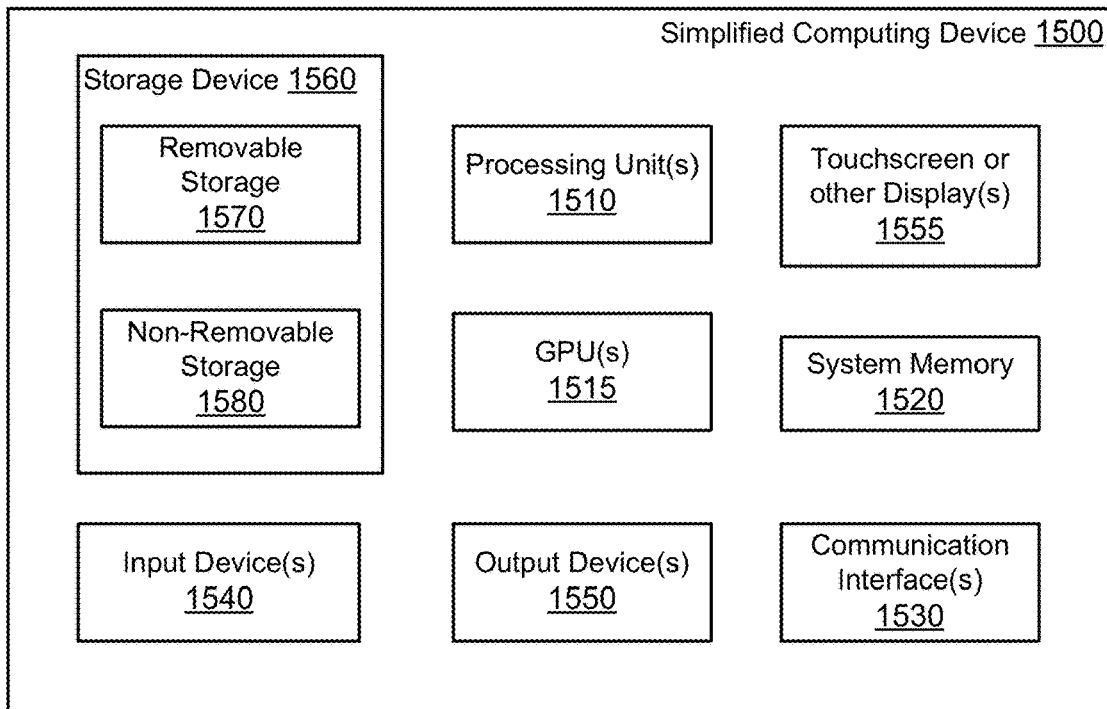 Simplified Computing Device 1500
Storage Device 1560
Removable
Storage
1570
Non-Removable
Storage
1580
Processing Unit(s)
1510
Touchscreen or
other Display(s)
1555
GPU(s)
1515
System Memory
1520
Input Device(s)
1540
Output Device(s)
1550
Communication
Interface(s)
1530